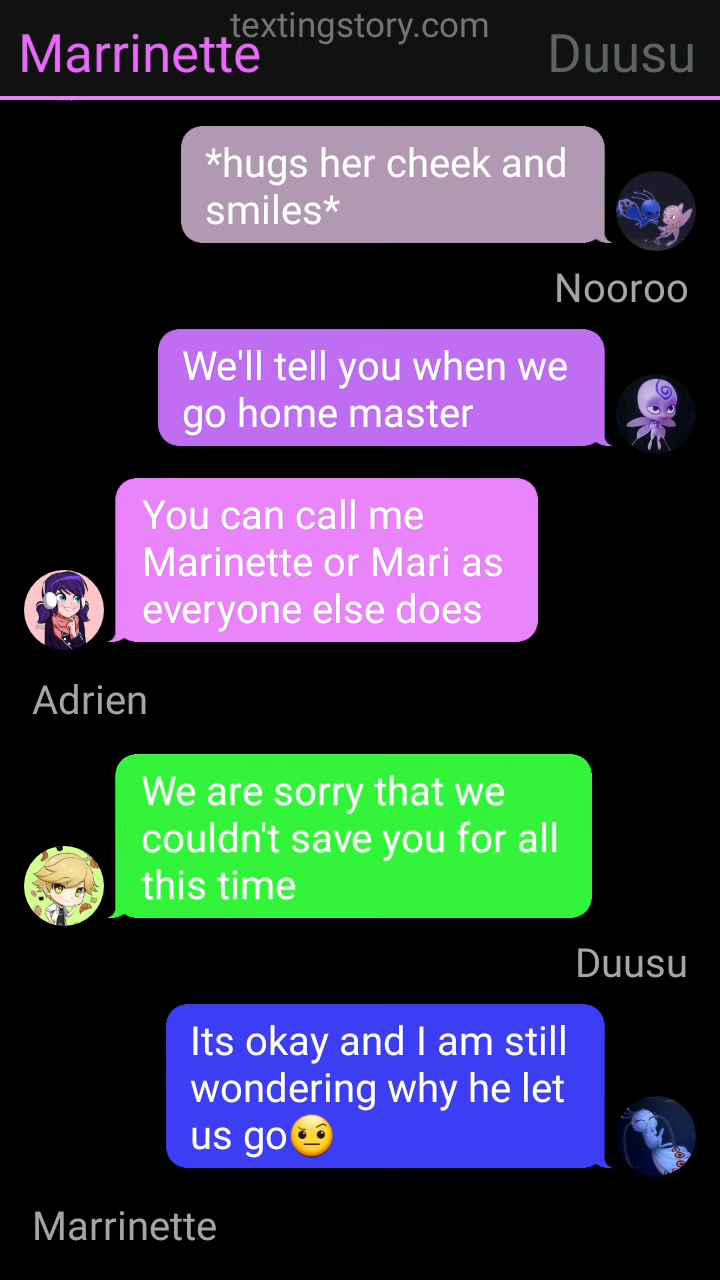 textingstory.com
Marrinette
Duusu
*hugs her cheek and
smiles*
Nooroo
We'll tell you when we
go home master
You can call me
Marinette or Mari as
everyone else does
Adrien
We are sorry that we
couldn't save you for all
this time
Duusu
Its okay and I am still
wondering why he let
us go🤨
Marrinette